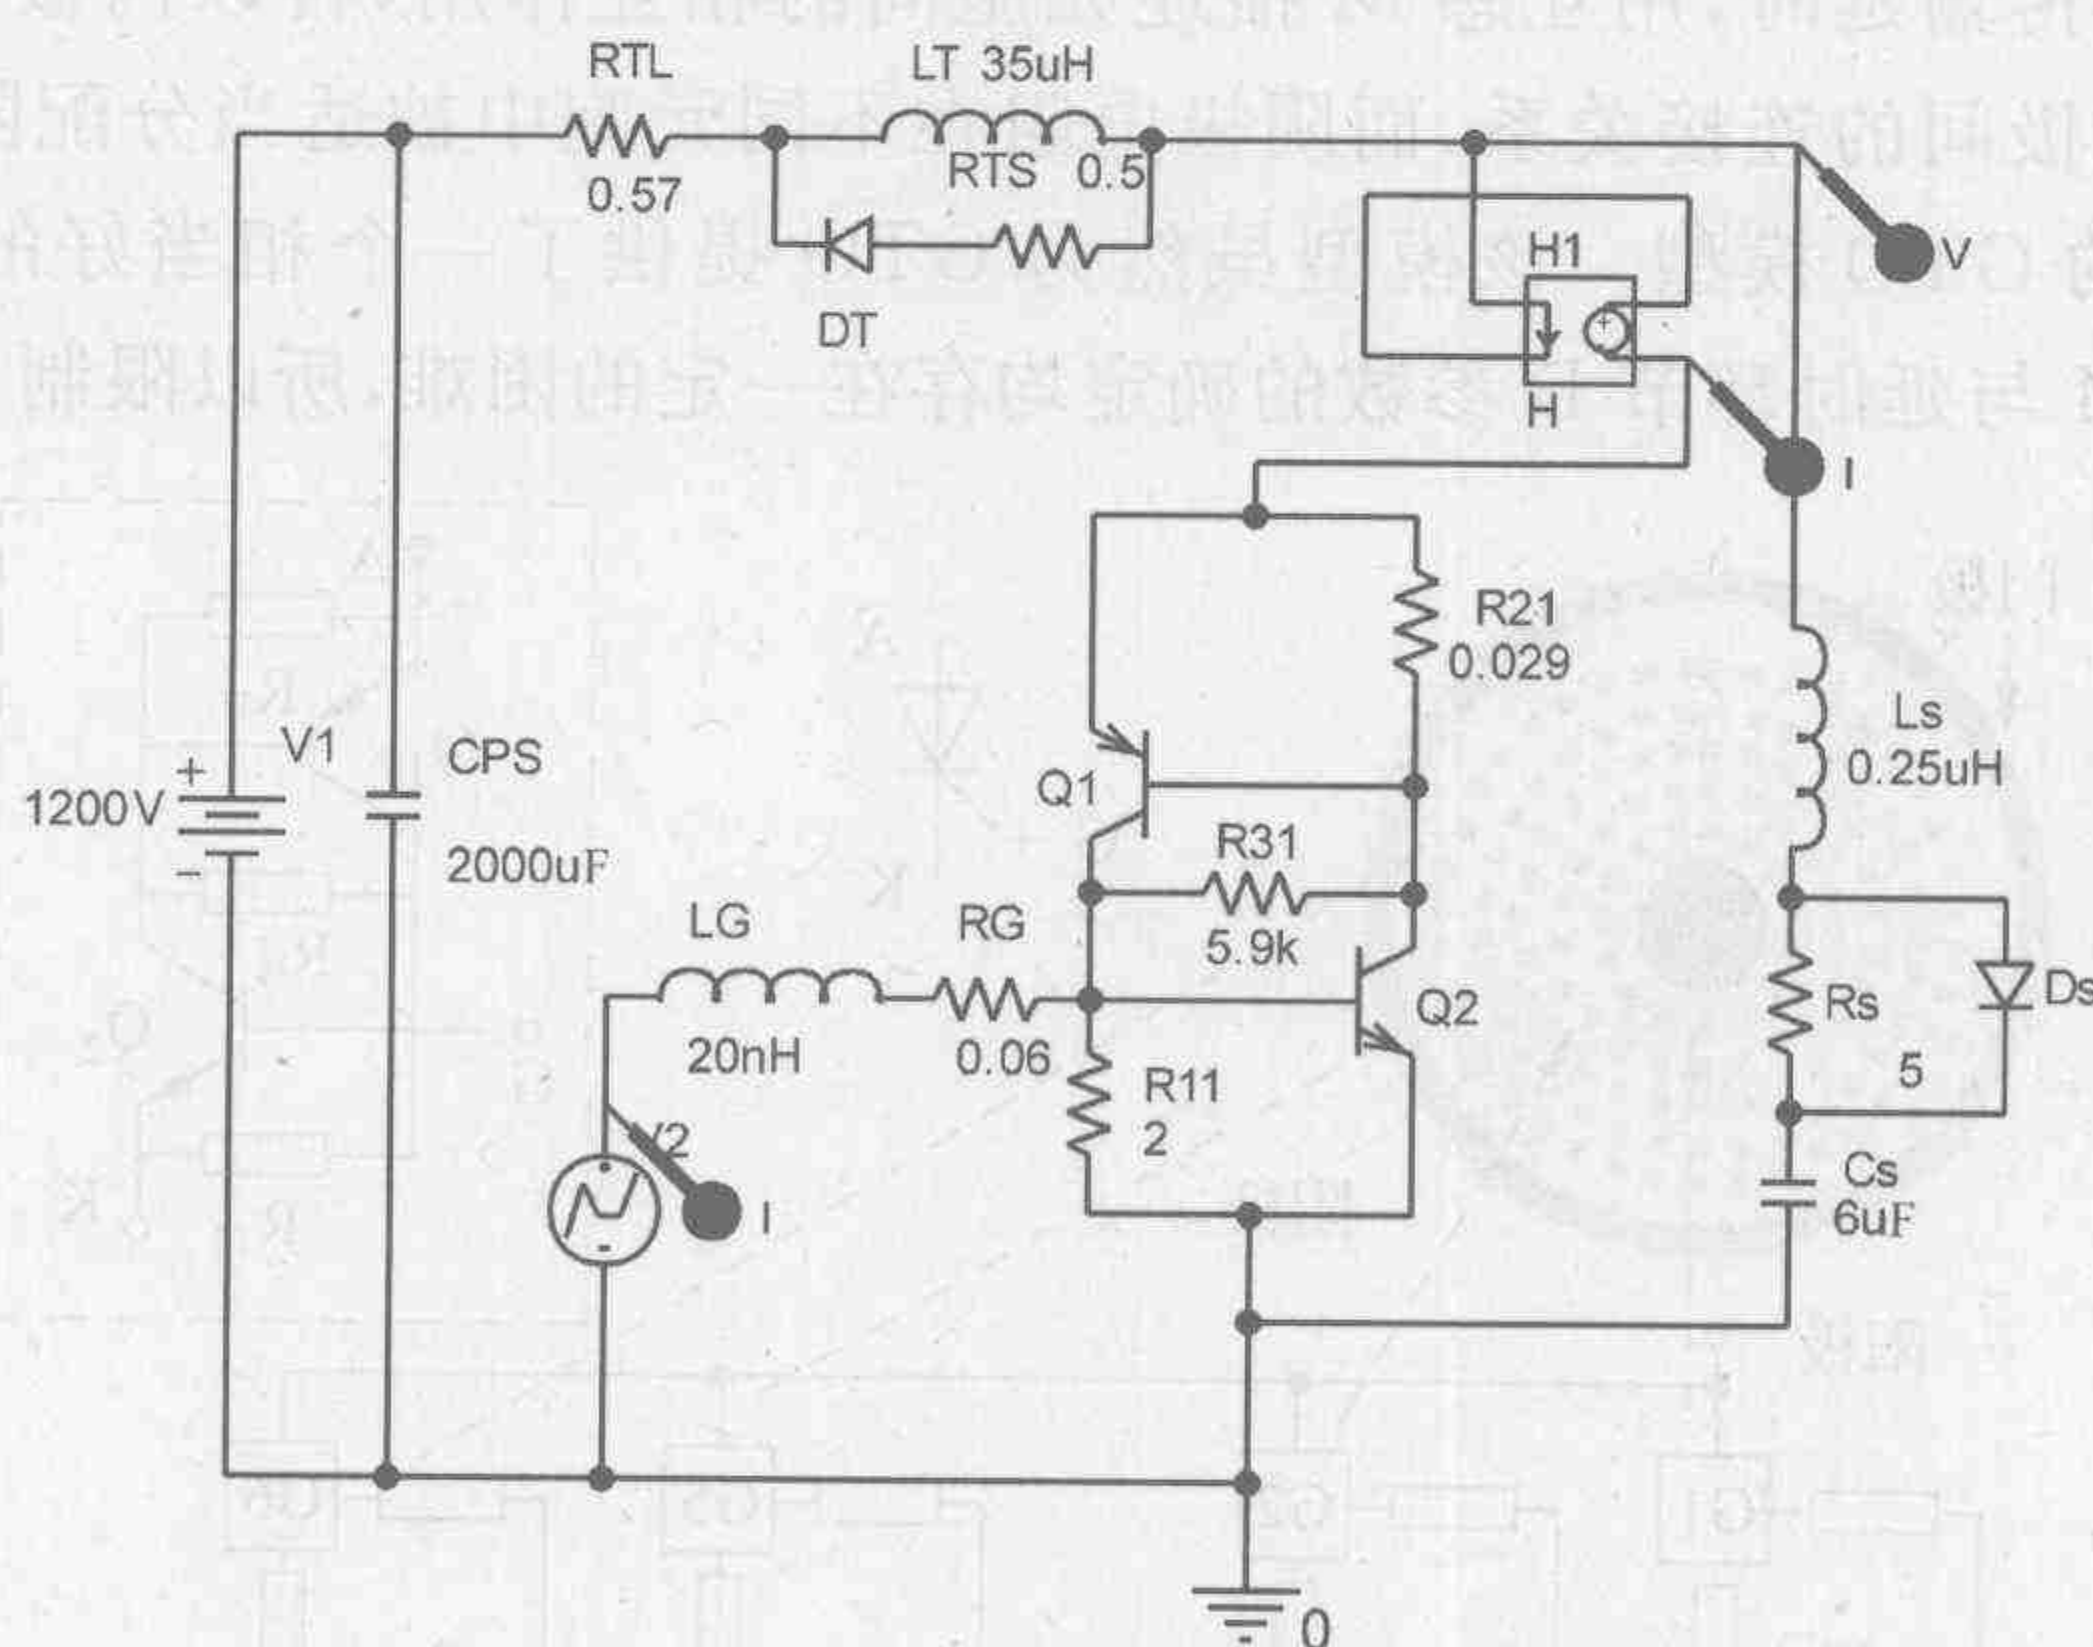 RTL
0.57
LT 35uH
RTS 0.5
DT
H1
H
V
I
R21
0.029
V1
+
1200V
-
CPS
2000uF
Q1
R31
5.9k
Ls
0.25uH
LG
20nH
RG
0.06
Q2
R11
2
Rs
5
Ds
Cs
6uF
I
0